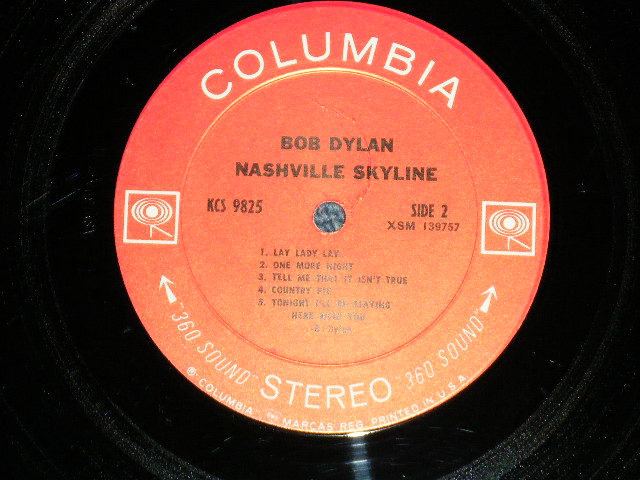 COLUMBIA
BOB DYLAN
NASHVILLE SKYLINE
KCS 9825
SIDE 2
XSM 139757
1. LAY LADY LAY
2. ONE MORE NIGHT
3. TELL ME THAT IT ISN'T TRUE
4. COUNTRY PIE
5. TONIGHT I'LL BE STAYING
HERE WITH YOU
B. Dylan
"360 SOUND" STEREO "360 SOUND"
® "COLUMBIA" MARCAS REG. PRINTED IN U.S.A.